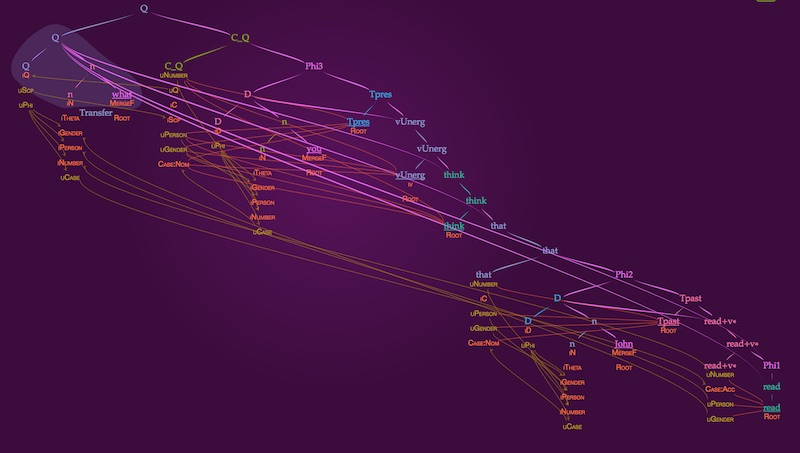 Q
Q
C_Q
Q
n
C_Q
Phi3
iQ
uNumber
n
what
D
Tpres
uScp
iN
MergeF
uQ
uPhi
Transfer
Root
iC
iTheta
iScp
D
n
Tpres
vUnerg
iGender
uPerson
iD
Root
iPerson
uGender
uPhi
n
you
vUnerg
iNumber
Case:Nom
iN
MergeF
uCase
iTheta
Root
vUnerg
think
iGender
iV
iPerson
Root
think
iNumber
uCase
think
that
Root
that
that
Phi2
uNumber
iC
D
Tpast
uPerson
D
n
Tpast
read+v*
uGender
iD
Root
Case:Nom
uPhi
n
John
read+v*
iN
MergeF
iTheta
Root
read+v*
Phi1
uNumber
iGender
Case:Acc
read
iPerson
uPerson
read
iNumber
uGender
Root
uCase